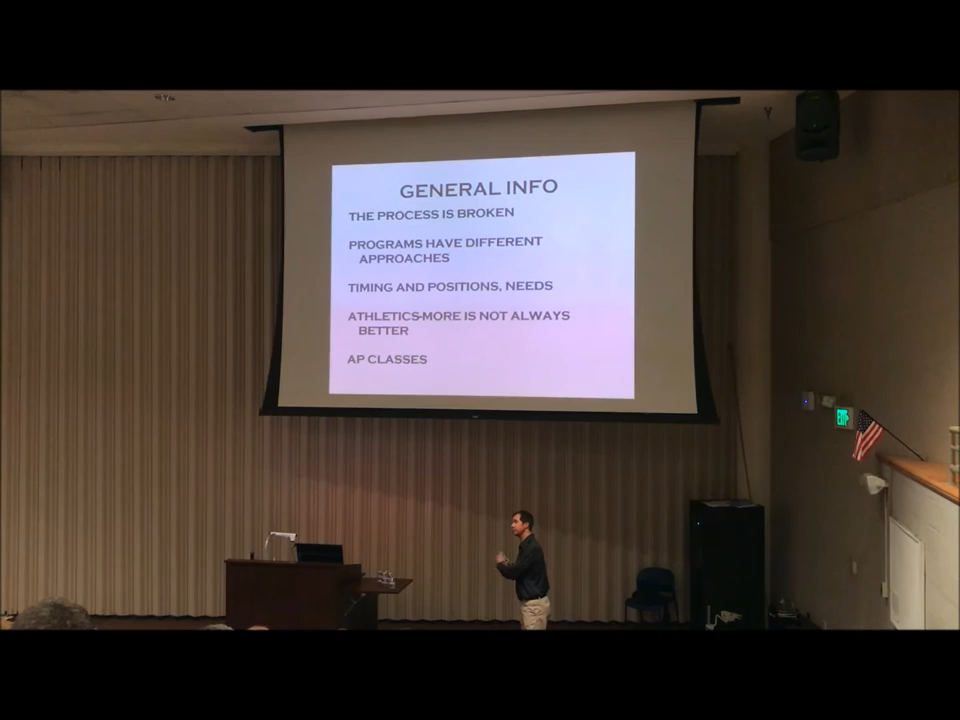 GENERAL INFO
THE PROCESS IS BROKEN
PROGRAMS HAVE DIFFERENT
APPROACHES
TIMING AND POSITIONS, NEEDS
ATHLETICS-MORE IS NOT ALWAYS
BETTER
AP CLASSES
EXIT